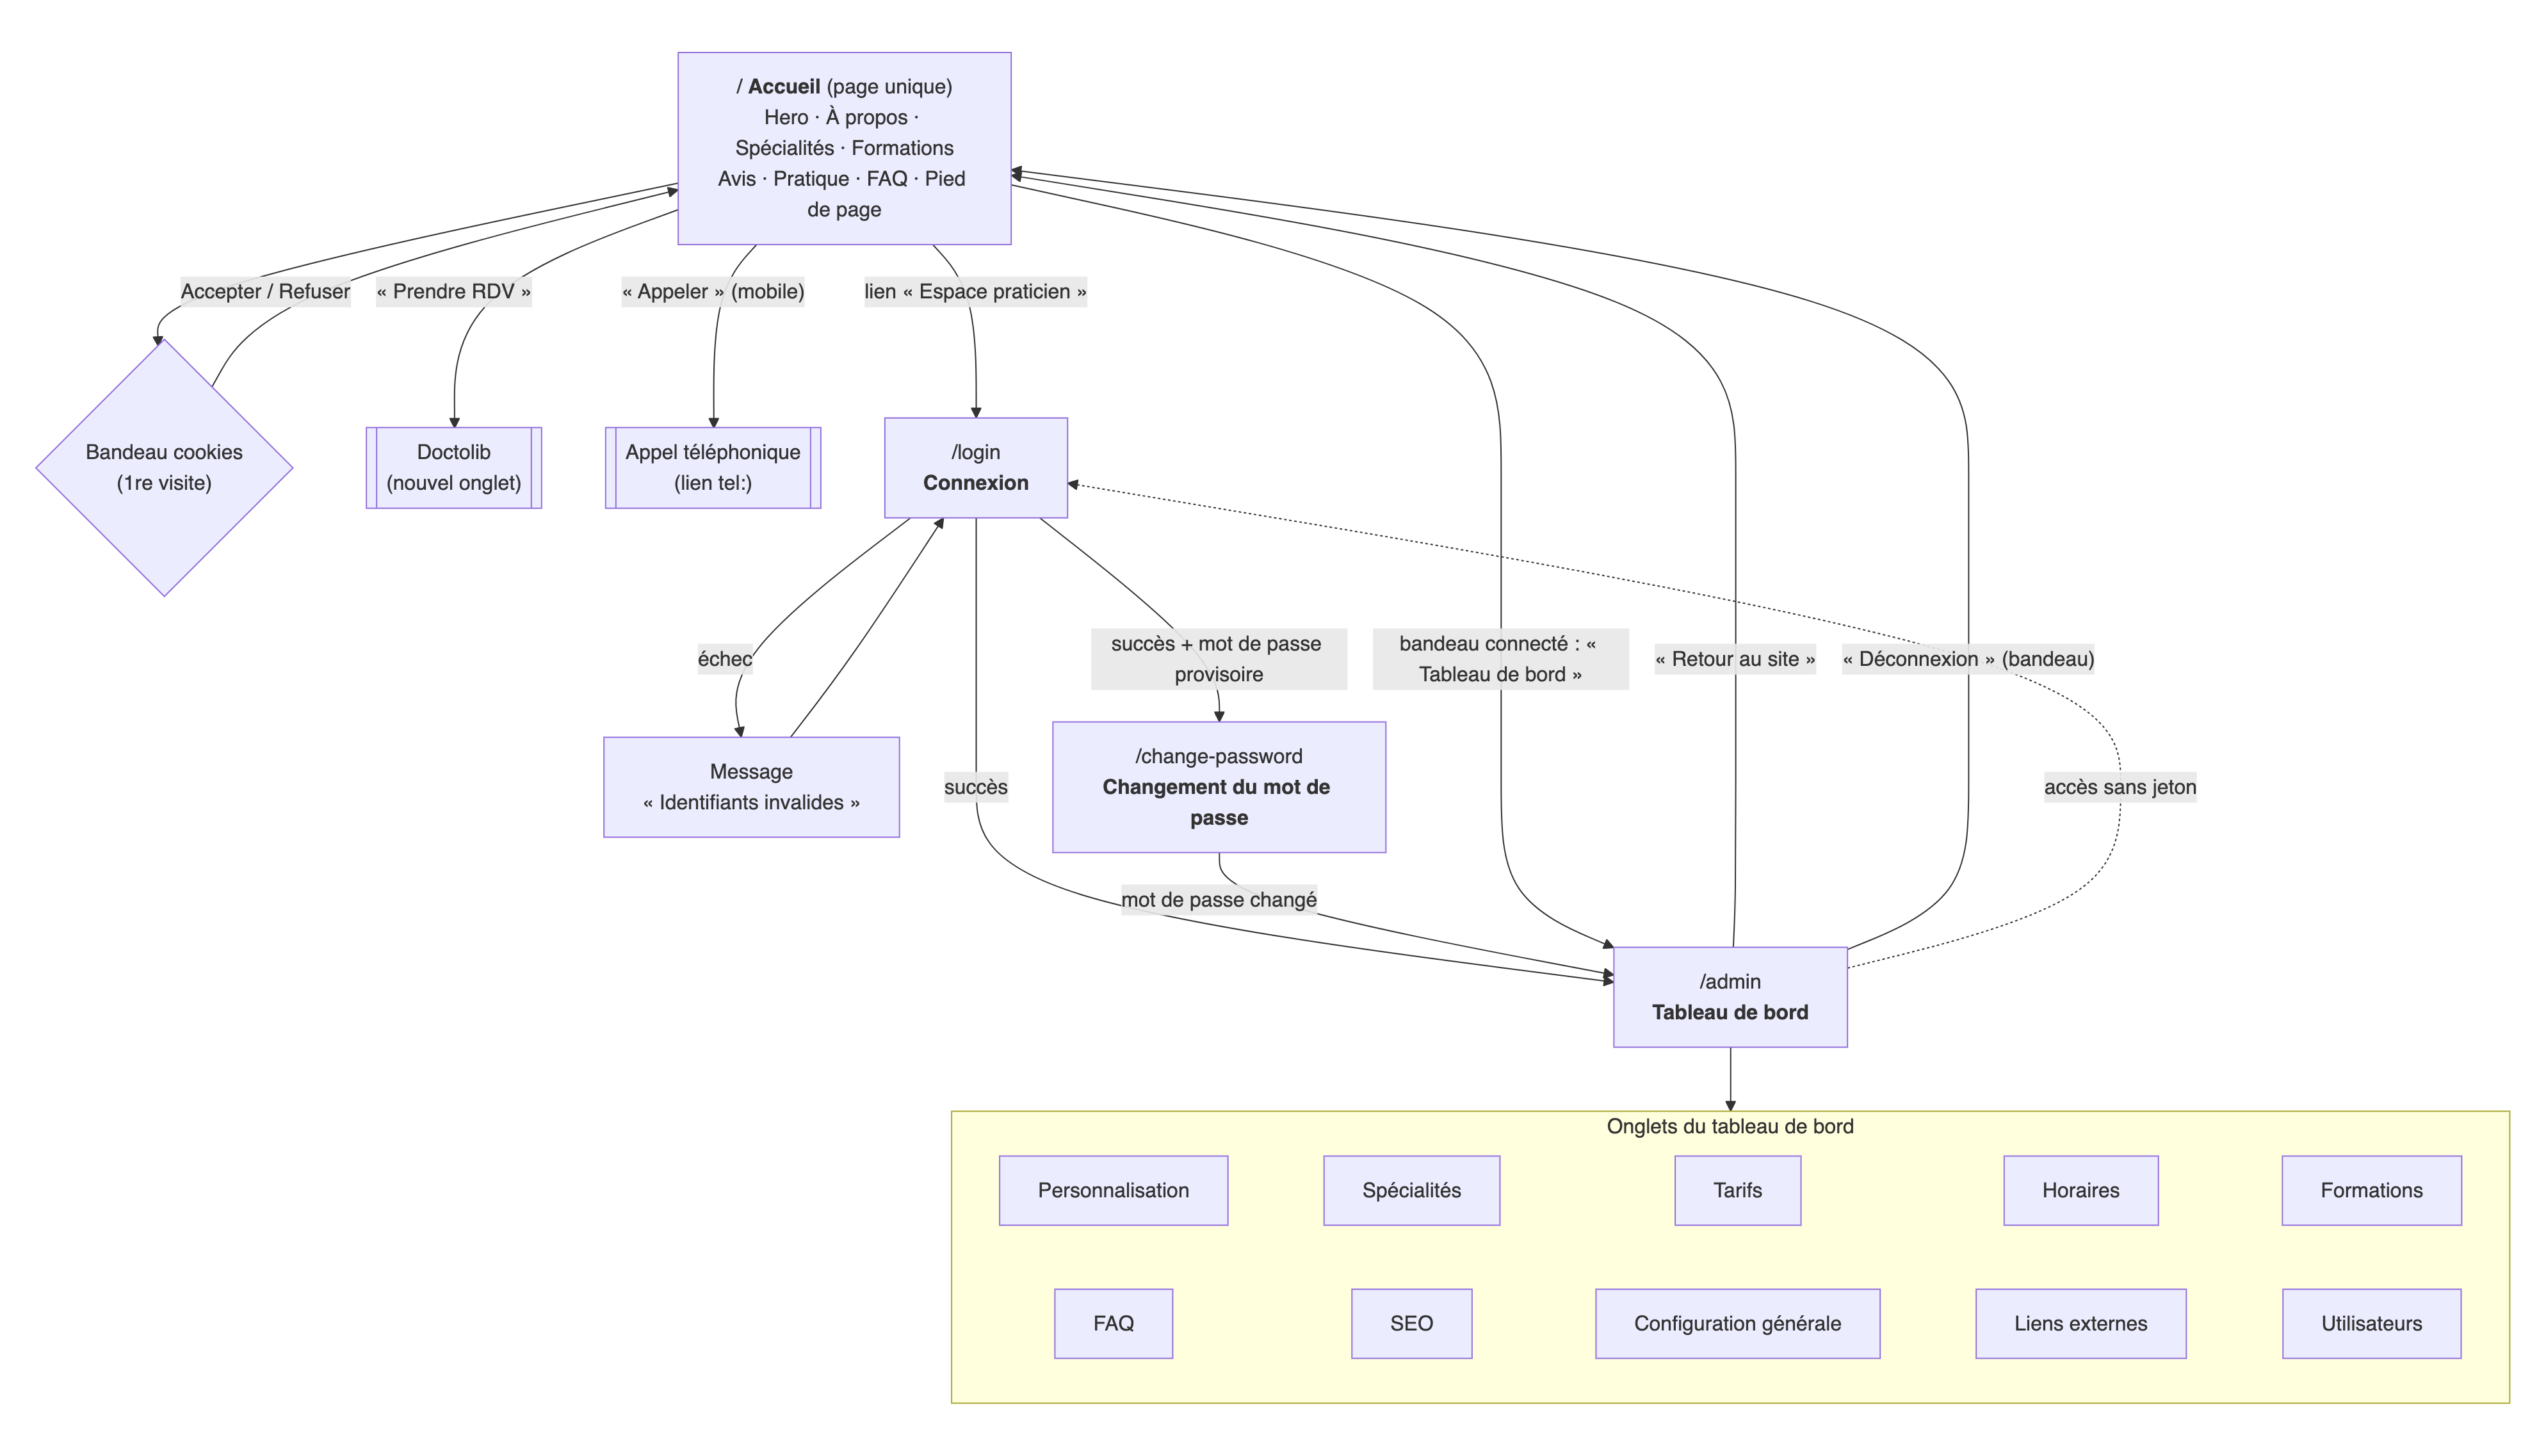 / Accueil (page unique)
Hero · À propos ·
Spécialités · Formations
Avis · Pratique · FAQ · Pied
de page
Accepter / Refuser
« Prendre RDV »
« Appeler » (mobile)
lien « Espace praticien »
Bandeau cookies
(1re visite)
Doctolib
(nouvel onglet)
Appel téléphonique
(lien tel:)
/login
Connexion
échec
succès + mot de passe
provisoire
bandeau connecté : «
Tableau de bord »
« Retour au site »
« Déconnexion » (bandeau)
Message
« Identifiants invalides »
succès
/change-password
Changement du mot de
passe
accès sans jeton
mot de passe changé
/admin
Tableau de bord
Onglets du tableau de bord
Personnalisation
Spécialités
Tarifs
Horaires
Formations
FAQ
SEO
Configuration générale
Liens externes
Utilisateurs